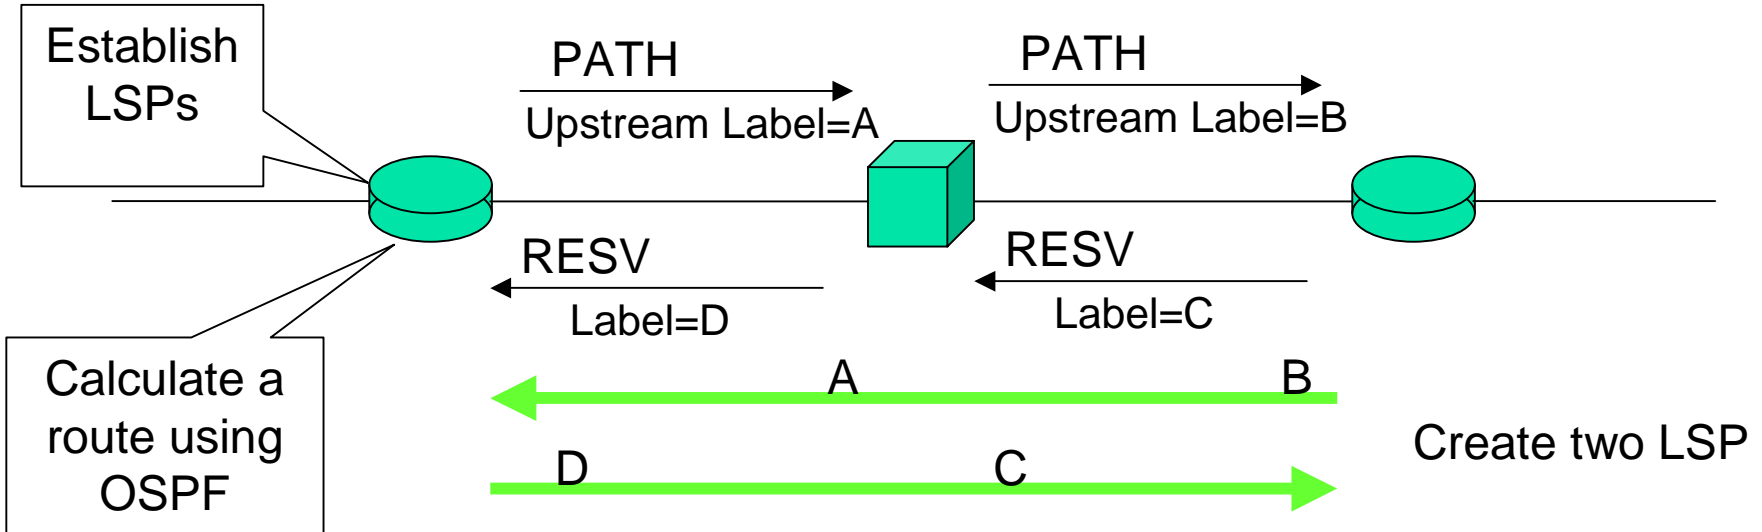 Establish
LSPs
PATH
Upstream Label=A
PATH
Upstream Label=B
RESV
Label=D
RESV
Label=C
Calculate a
route using
OSPF
A
B
D
C
Create two LSP